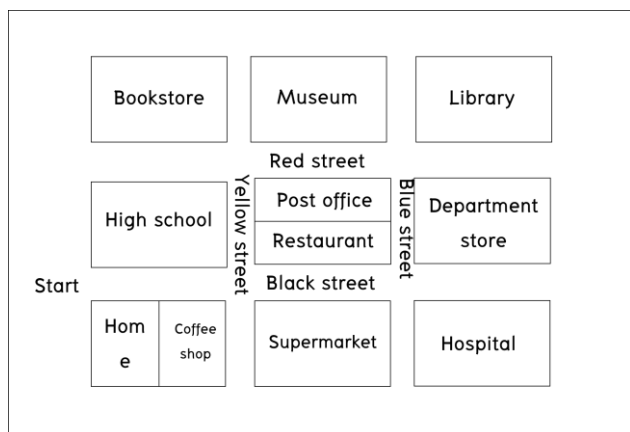 Bookstore
Museum
Library
Red street
High school
Yellow street
Post office
Restaurant
Blue street
Department
store
Start
Black street
Hom
e
Coffee
shop
Supermarket
Hospital